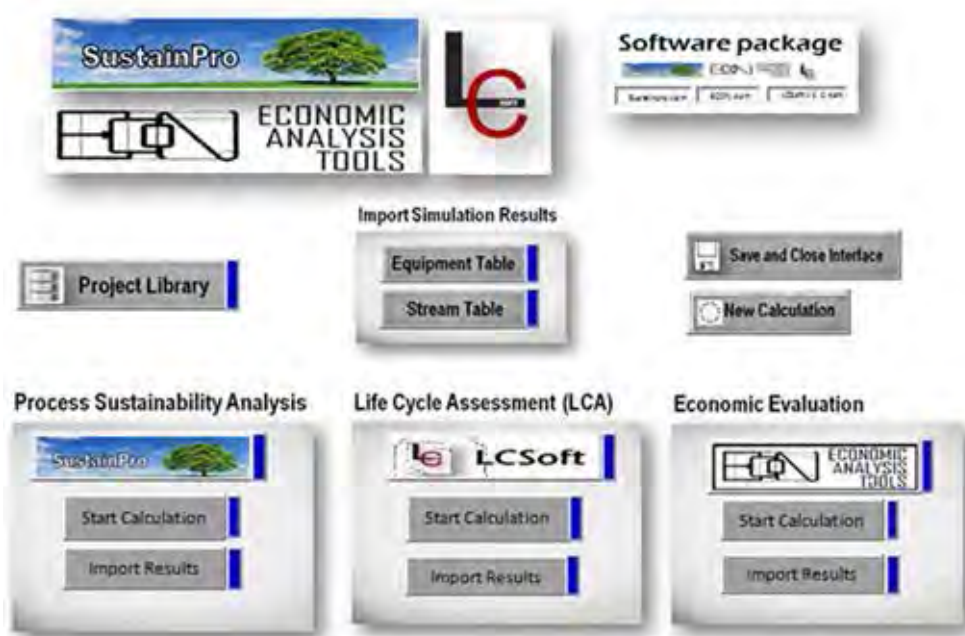 SustainPro
ECON
ECONOMIC
ANALYSIS
TOOLS
LC
Software package
Import Simulation Results
Equipment Table
Stream Table
Project Library
Save and Close Interface
New Calculation
Process Sustainability Analysis
SustainPro
Start Calculation
Import Results
Life Cycle Assessment (LCA)
LC LCSoft
Start Calculation
Import Results
Economic Evaluation
ECON
ECONOMIC
ANALYSIS
TOOLS
Start Calculation
Import Results